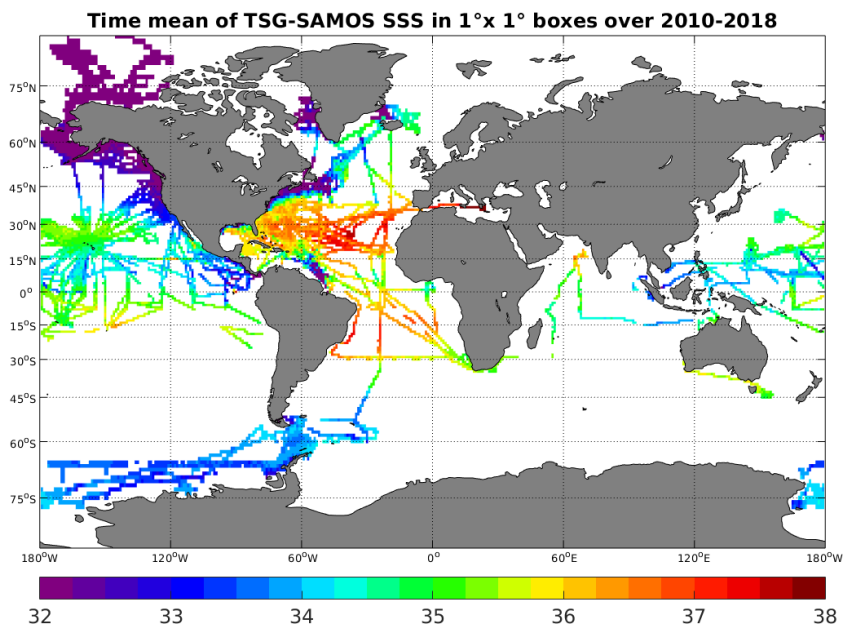 Time mean of TSG-SAMOS SSS in 1°x 1° boxes over 2010-2018
75°N
60°N
45°N
30°N
15°N
0°
15°S
30°S
45°S
60°S
75°S
180°W 120°W 60°W 0° 60°E 120°E 180°W
32 33 34 35 36 37 38